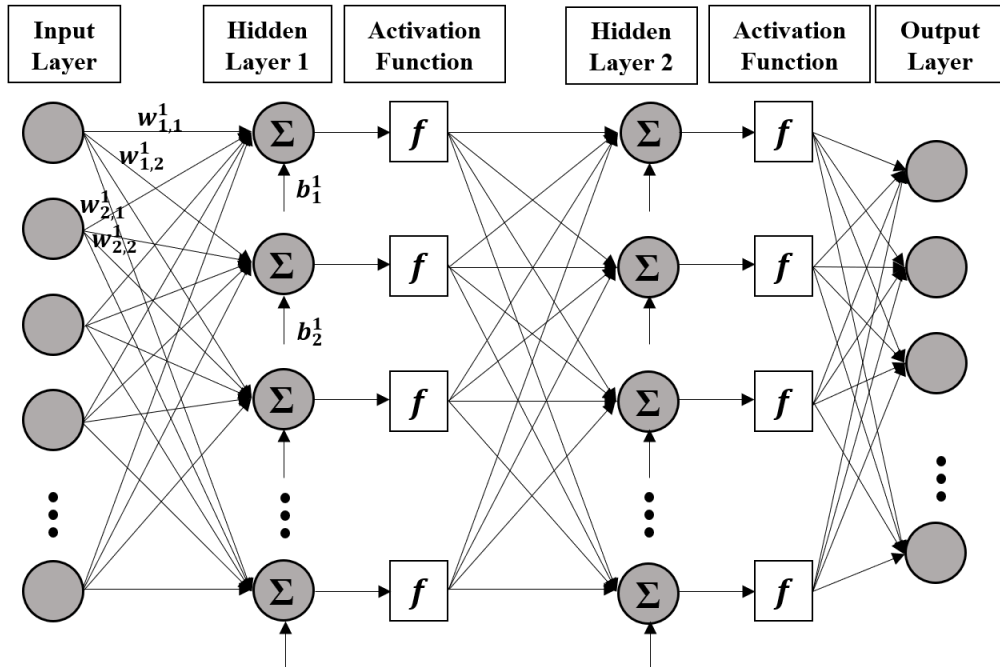 Input
Layer
Hidden
Layer 1
Activation
Function
Hidden
Layer 2
Activation
Function
Output
Layer
w¹₁,₁
w¹₁,₂
w¹₂,₁
w¹₂,₂
Σ f Σ f
b¹₁
Σ f Σ f
b¹₂
Σ f Σ f
Σ f Σ f